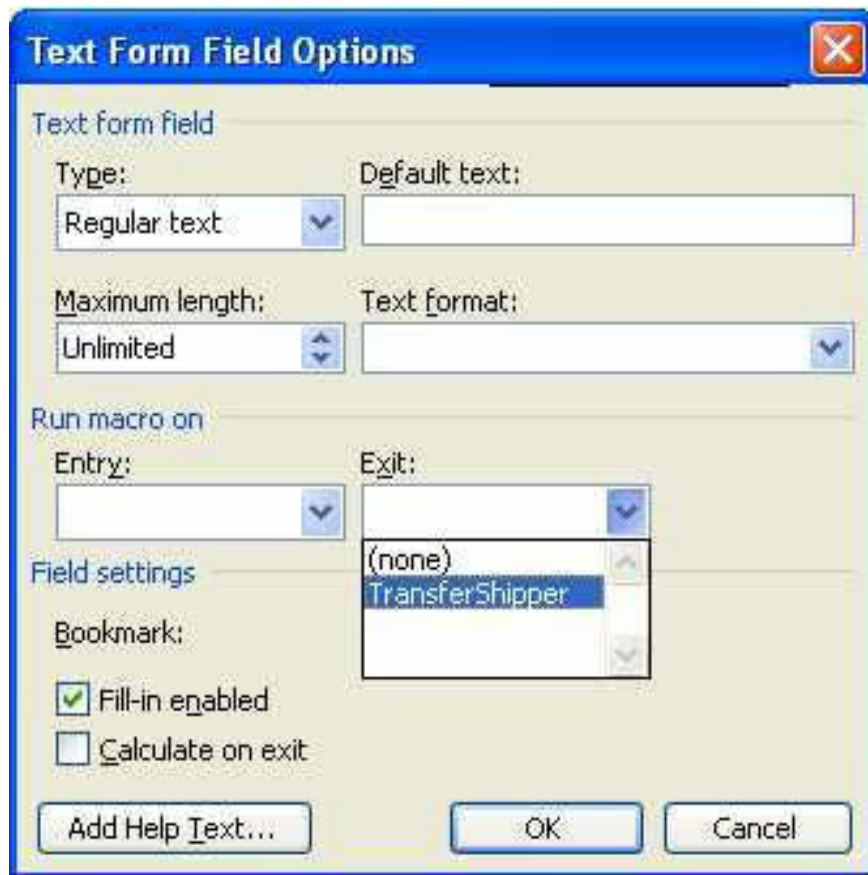 Text Form Field Options
Text form field
Type: Default text:
Regular text
Maximum length: Text format:
Unlimited
Run macro on
Entry: Exit:
(none)
TransferShipper
Field settings
Bookmark:
Fill-in enabled
Calculate on exit
Add Help Text... OK Cancel